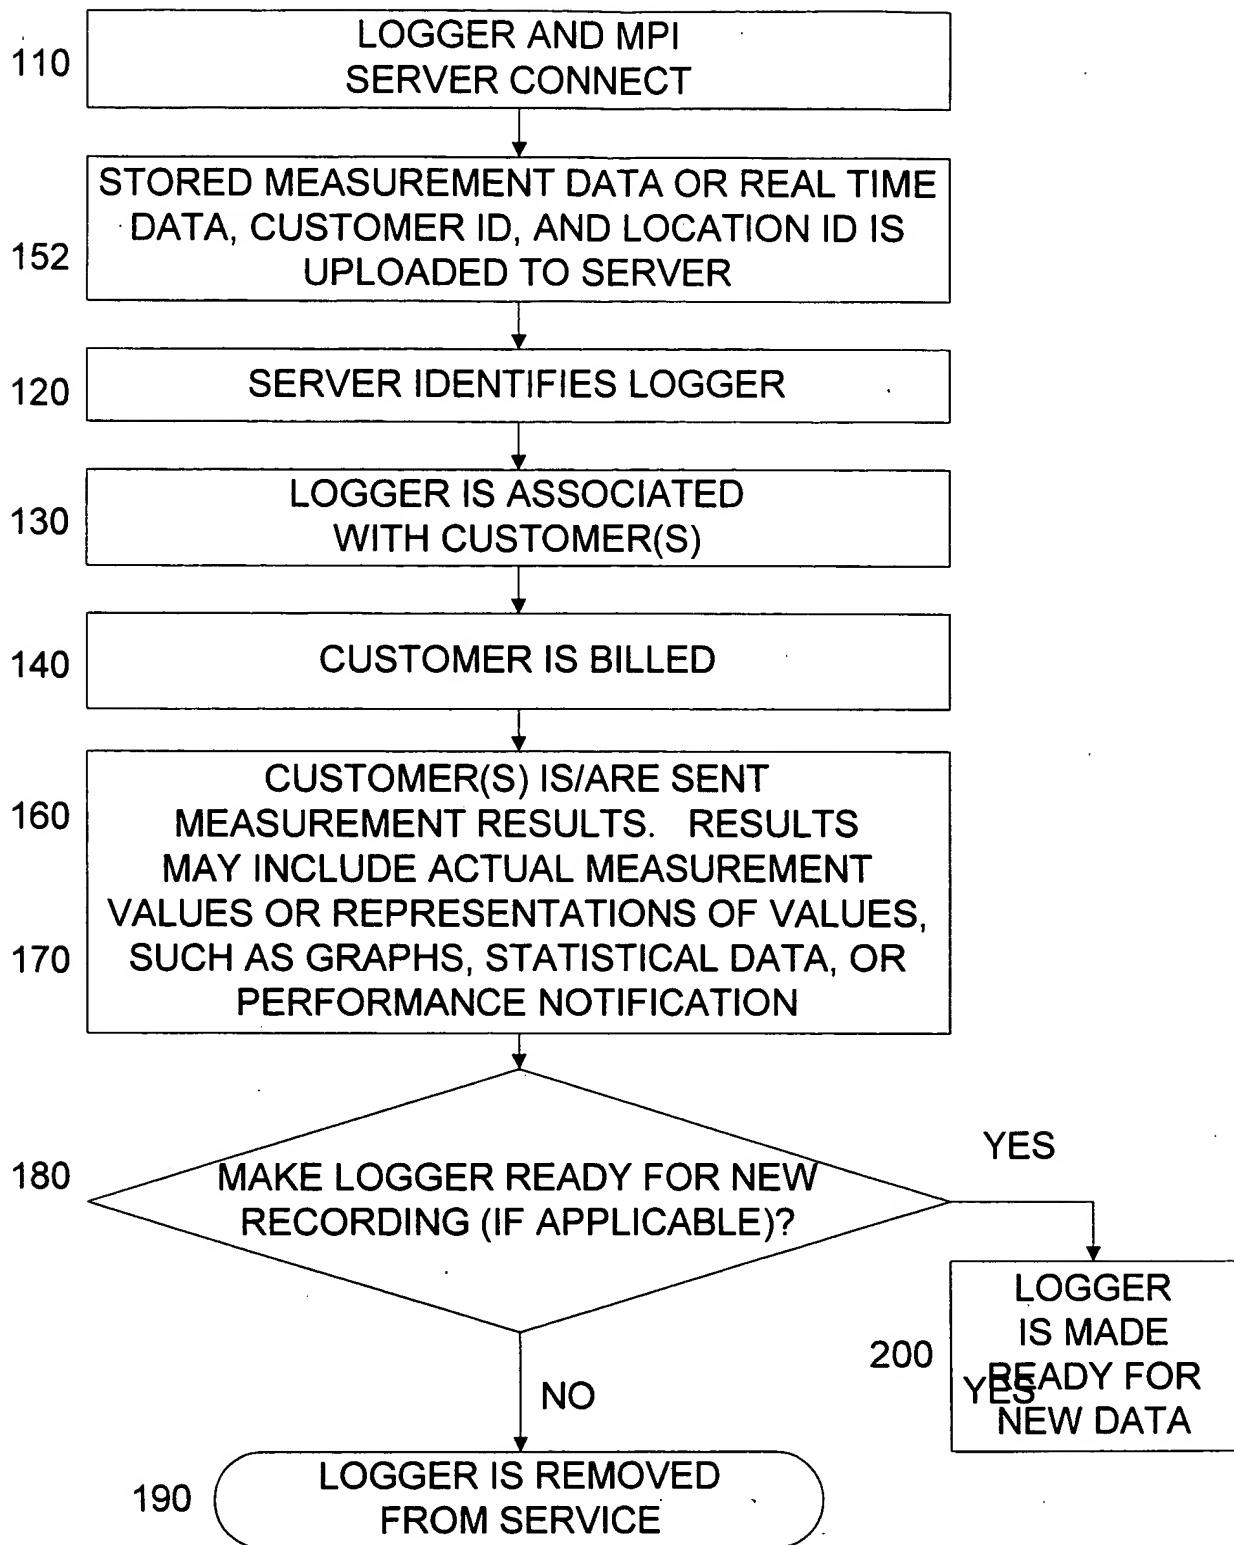 LOGGER AND MPI
110
SERVER CONNECT
STORED MEASUREMENT DATA OR REAL TIME
DATA, CUSTOMER ID, AND LOCATION ID IS
152
UPLOADED TO SERVER
120
SERVER IDENTIFIES LOGGER
LOGGER IS ASSOCIATED
130
WITH CUSTOMER(S)
140
CUSTOMER IS BILLED
CUSTOMER(S) IS/ARE SENT
160
MEASUREMENT RESULTS. RESULTS
MAY INCLUDE ACTUAL MEASUREMENT
VALUES OR REPRESENTATIONS OF VALUES,
170
SUCH AS GRAPHS, STATISTICAL DATA, OR
PERFORMANCE NOTIFICATION
YES
180
MAKE LOGGER READY FOR NEW
RECORDING (IF APPLICABLE)?
LOGGER
IS MADE
200
READY FOR
YES
NEW DATA
NO
190
LOGGER IS REMOVED
FROM SERVICE